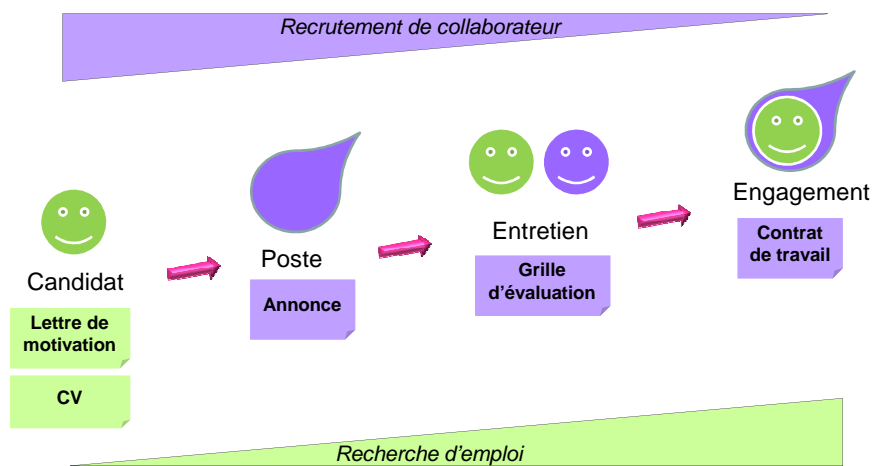 Recrutement de collaborateur
Candidat
Lettre de
motivation
CV
Poste
Annonce
Entretien
Grille
d’évaluation
Engagement
Contrat
de travail
Recherche d’emploi